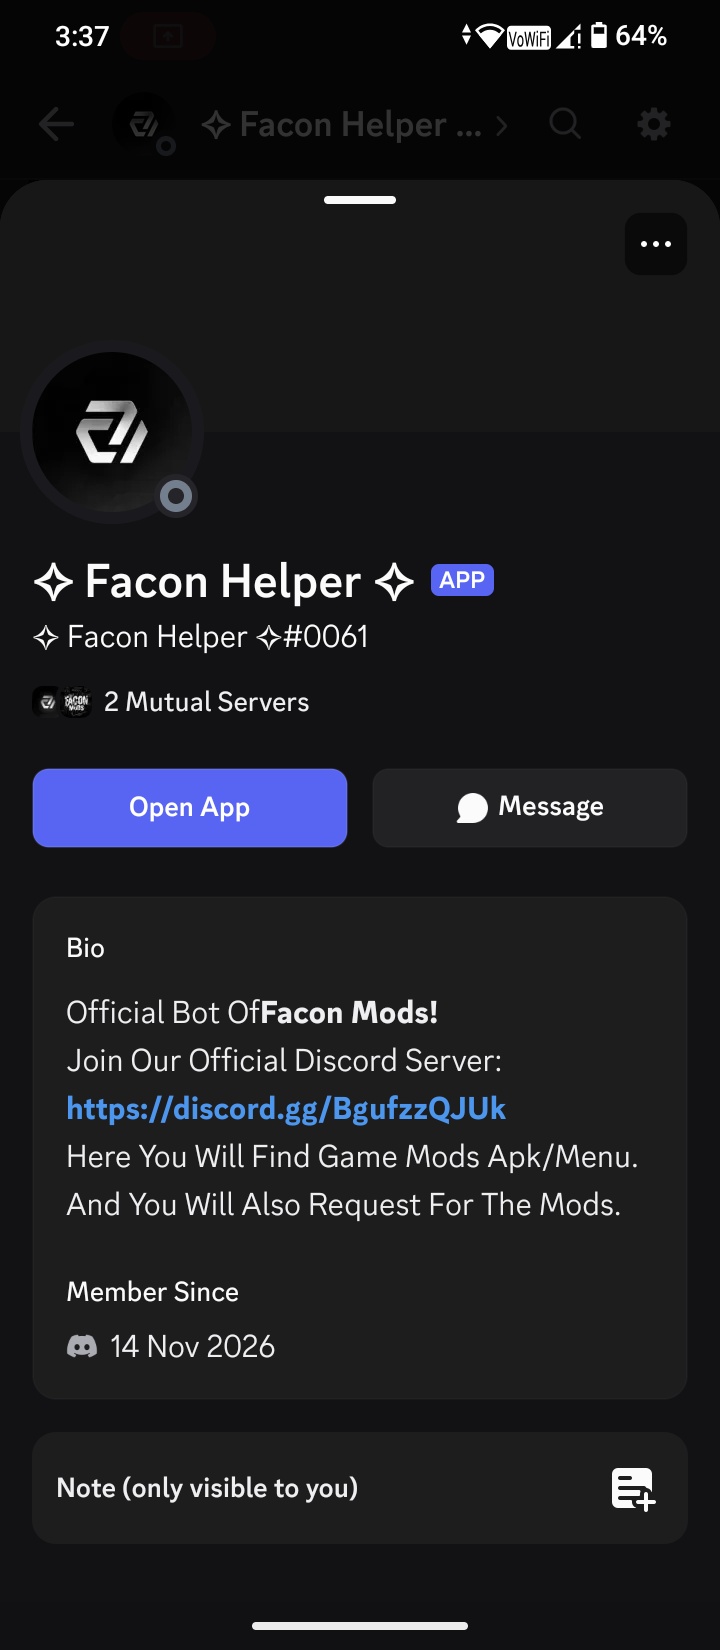 3:37
VoWiFi
64%
✧ Facon Helper ...
✧ Facon Helper ✧ APP
✧ Facon Helper ✧#0061
FACON MODS
2 Mutual Servers
Open App
Message
Bio
Official Bot OfFacon Mods!
Join Our Official Discord Server:
https://discord.gg/BgufzzQJUk
Here You Will Find Game Mods Apk/Menu.
And You Will Also Request For The Mods.
Member Since
14 Nov 2026
Note (only visible to you)